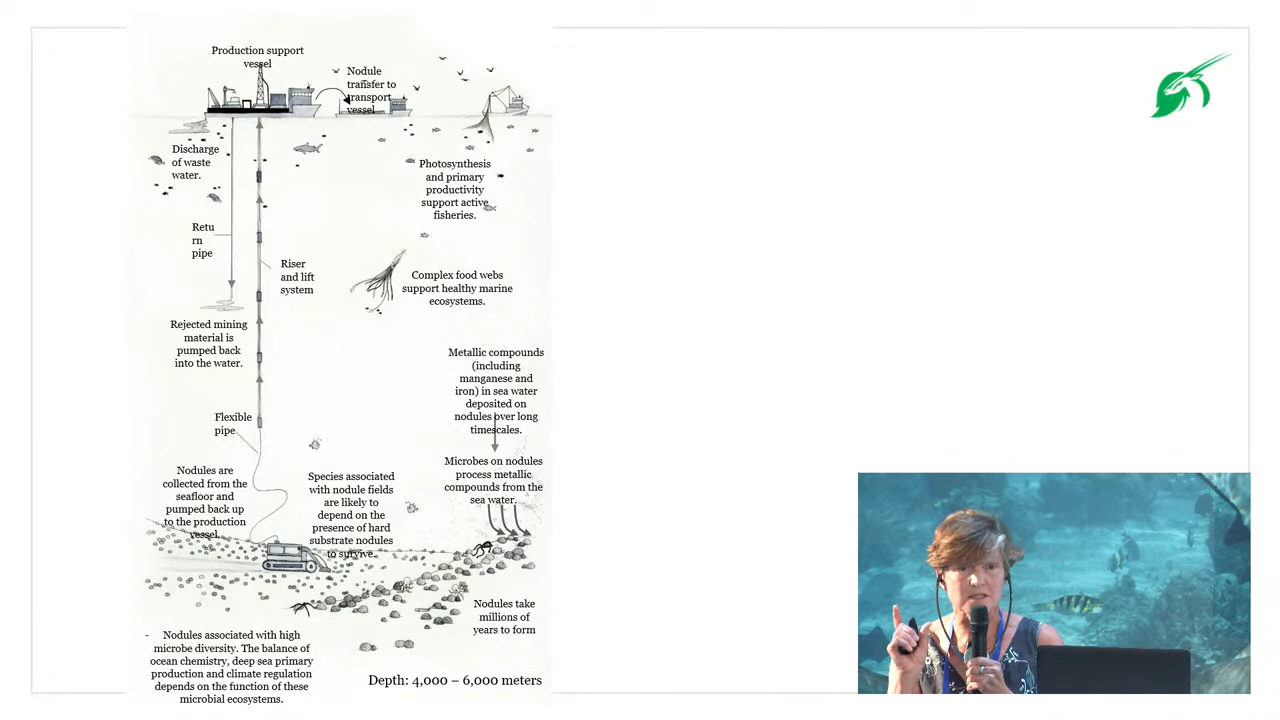 Production support
vessel
Nodule
transfer to
transport
vessel
Discharge
of waste
water.
Photosynthesis
and primary
productivity
support active
fisheries.
Retu
rn
pipe
Riser
and lift
system
Complex food webs
support healthy marine
ecosystems.
Rejected mining
material is
pumped back
into the water.
Metallic compounds
(including
manganese and
iron) in sea water
deposited on
nodules over long
timescales.
Flexible
pipe
Microbes on nodules
process metallic
compounds from the
sea water.
Nodules are
collected from the
seafloor and
pumped back up
to the production
vessel.
Species associated
with nodule fields
are likely to
depend on the
presence of hard
substrate nodules
to survive.
Nodules take
millions of
years to form
- Nodules associated with high
microbe diversity. The balance of
ocean chemistry, deep sea primary
production and climate regulation
depends on the function of these
microbial ecosystems.
Depth: 4,000 – 6,000 meters